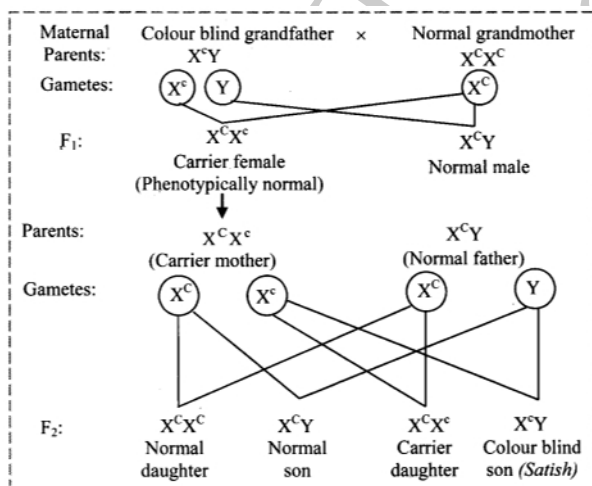 Maternal Colour blind grandfather × Normal grandmother
Parents: XᶜY XᶜXᶜ
Gametes: Xᶜ Y Xᶜ
F₁: XᶜXᶜ XᶜY
Carrier female Normal male
(Phenotypically normal)
Parents: XᶜXᶜ XᶜY
(Carrier mother) (Normal father)
Gametes: Xᶜ Xᶜ Xᶜ Y
F₂: XᶜXᶜ XᶜY XᶜXᶜ XᶜY
Normal Normal Carrier Colour blind
daughter son daughter son (Satish)